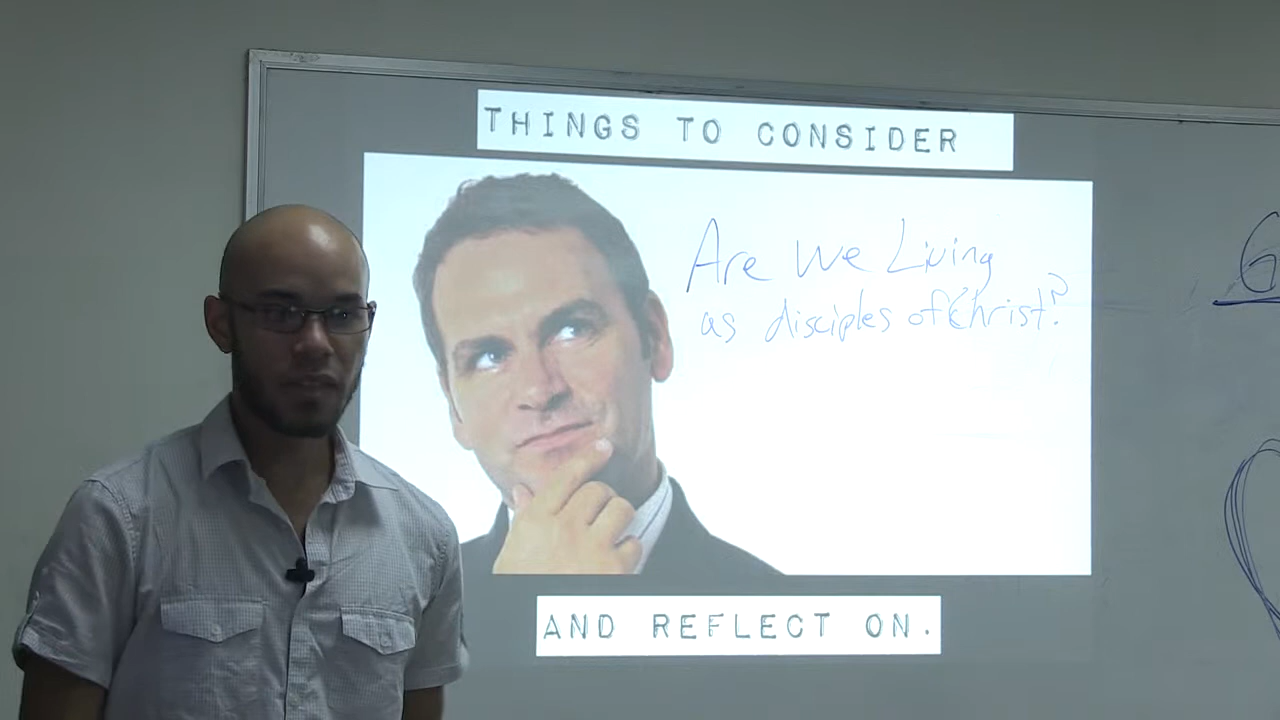 THINGS TO CONSIDER
Are We Living
as disciples of Christ?
G
AND REFLECT ON.